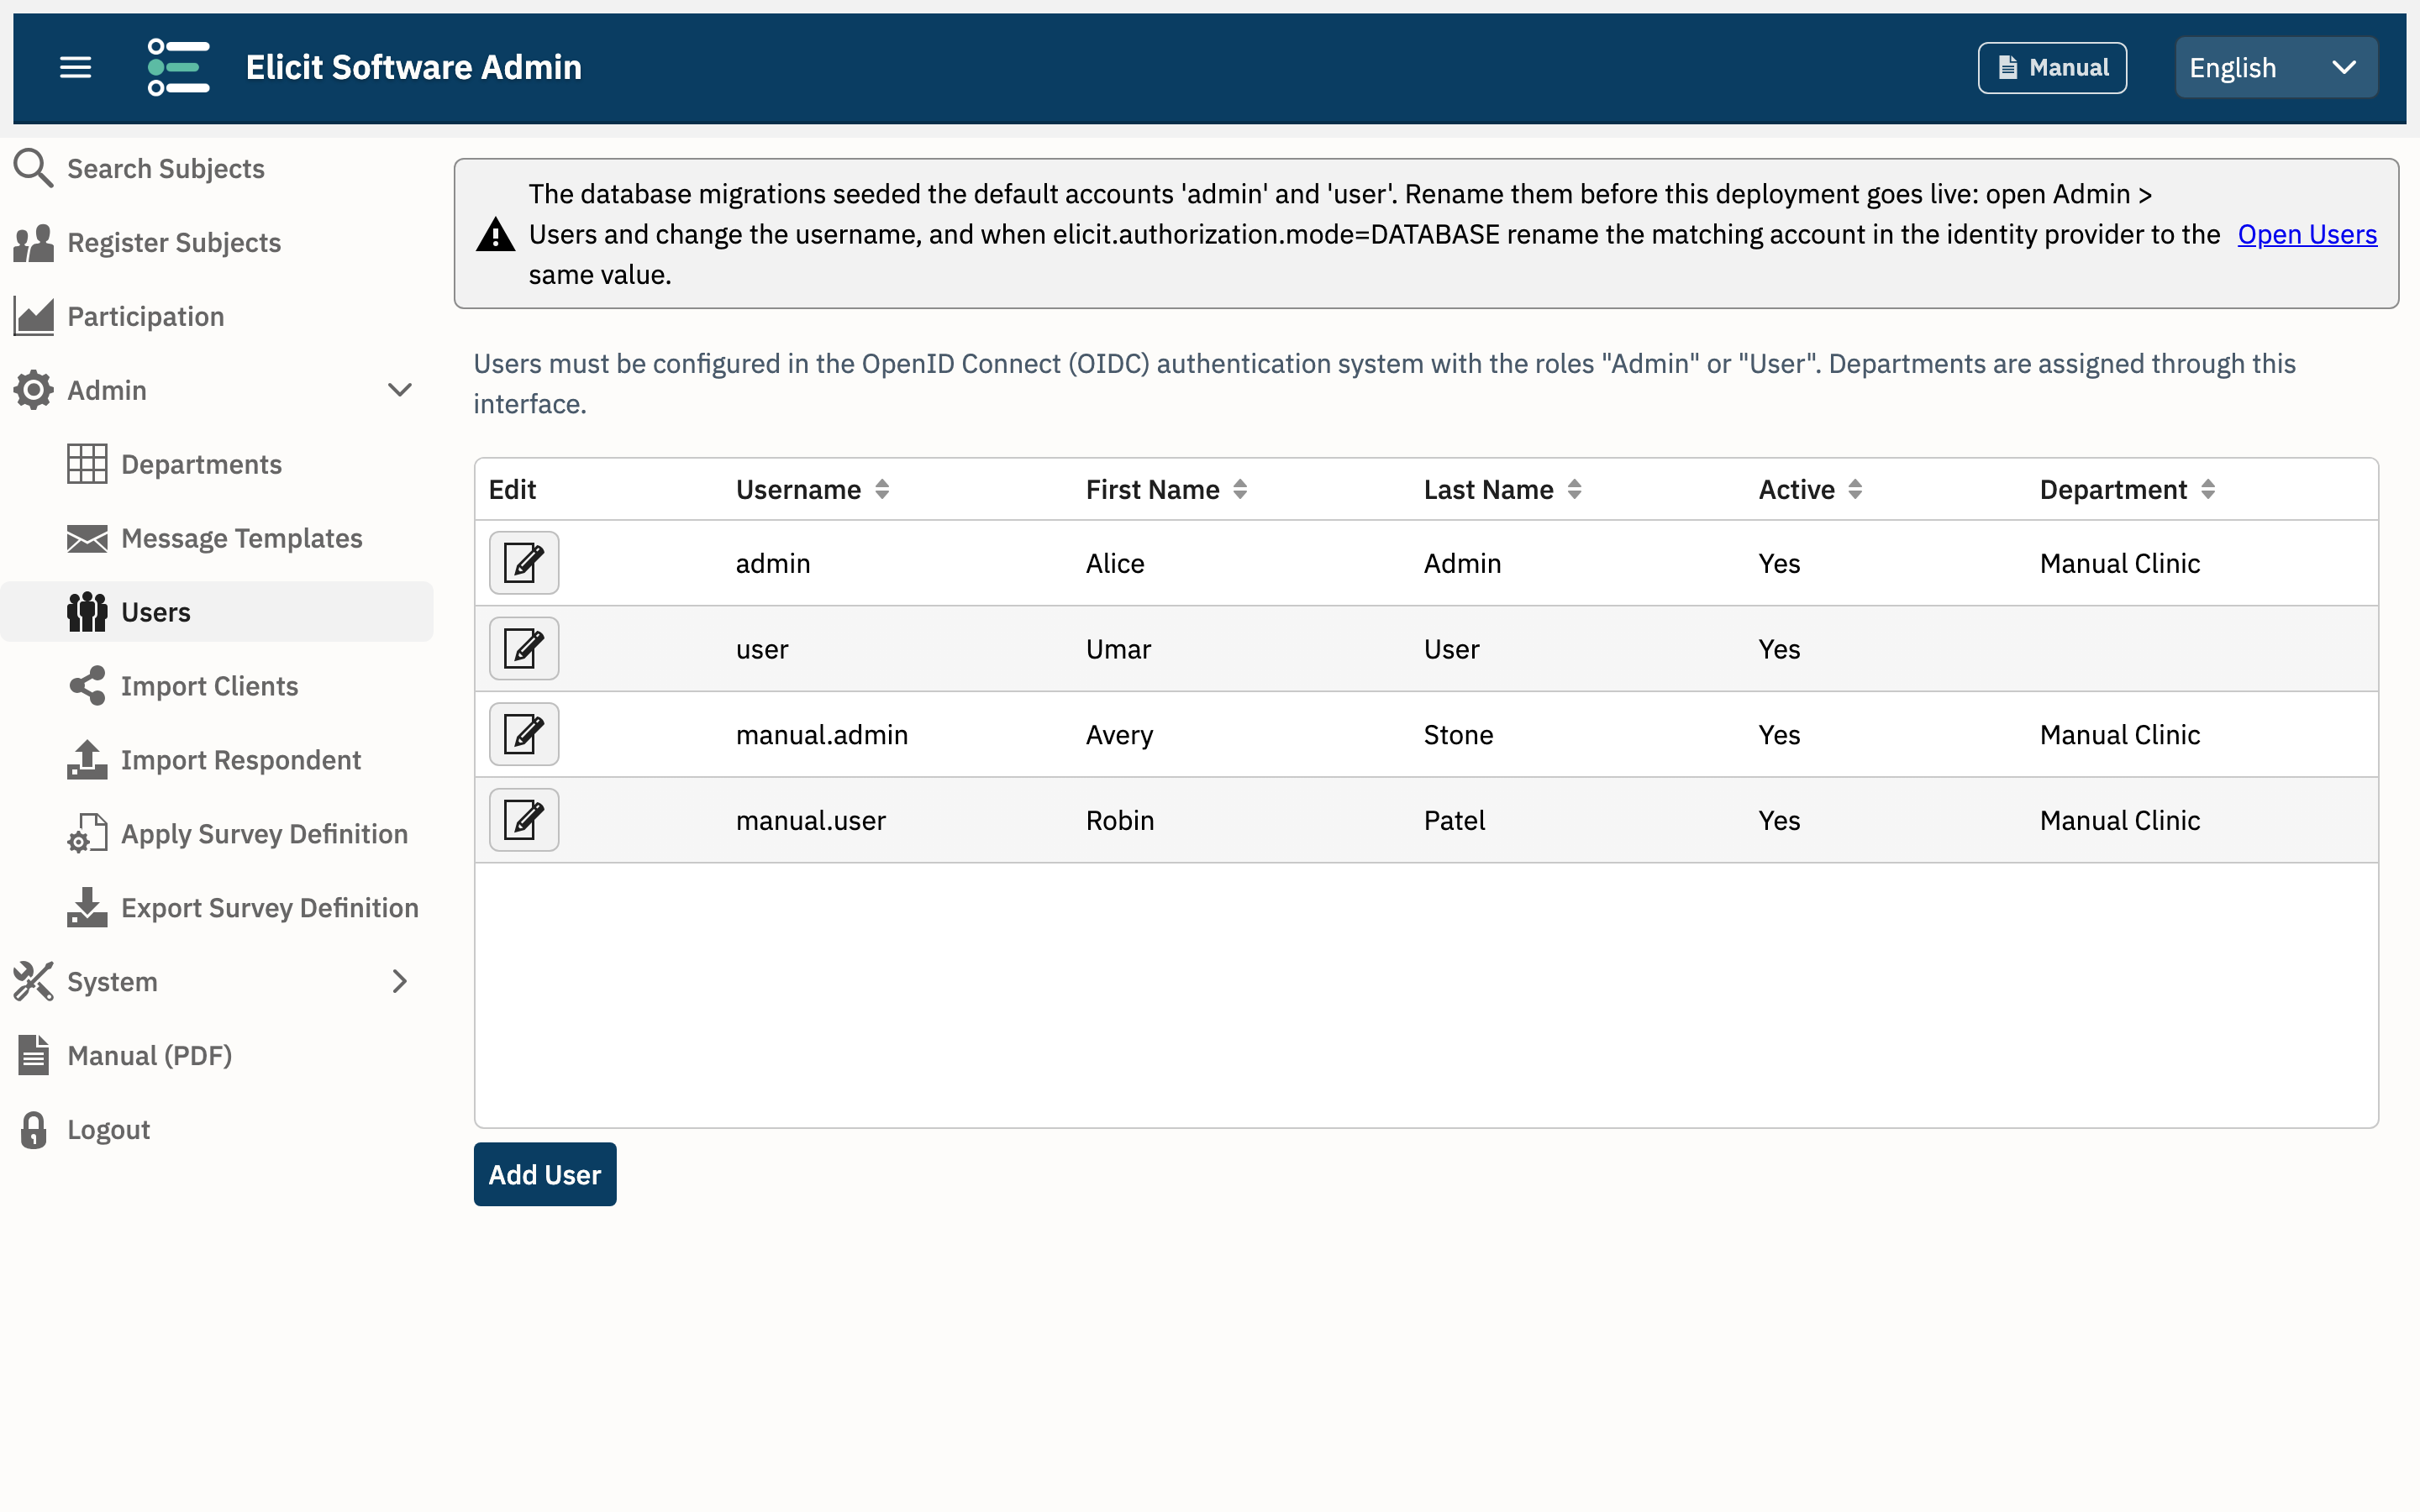 Elicit Software Admin
Manual
English
Search Subjects
Register Subjects
Participation
Admin
Departments
Message Templates
Users
Import Clients
Import Respondent
Apply Survey Definition
Export Survey Definition
System
Manual (PDF)
Logout
The database migrations seeded the default accounts 'admin' and 'user'. Rename them before this deployment goes live: open Admin >
Users and change the username, and when elicit.authorization.mode=DATABASE rename the matching account in the identity provider to the
same value.
Open Users
Users must be configured in the OpenID Connect (OIDC) authentication system with the roles "Admin" or "User". Departments are assigned through this
interface.
Edit Username First Name Last Name Active Department
admin Alice Admin Yes Manual Clinic
user Umar User Yes
manual.admin Avery Stone Yes Manual Clinic
manual.user Robin Patel Yes Manual Clinic
Add User